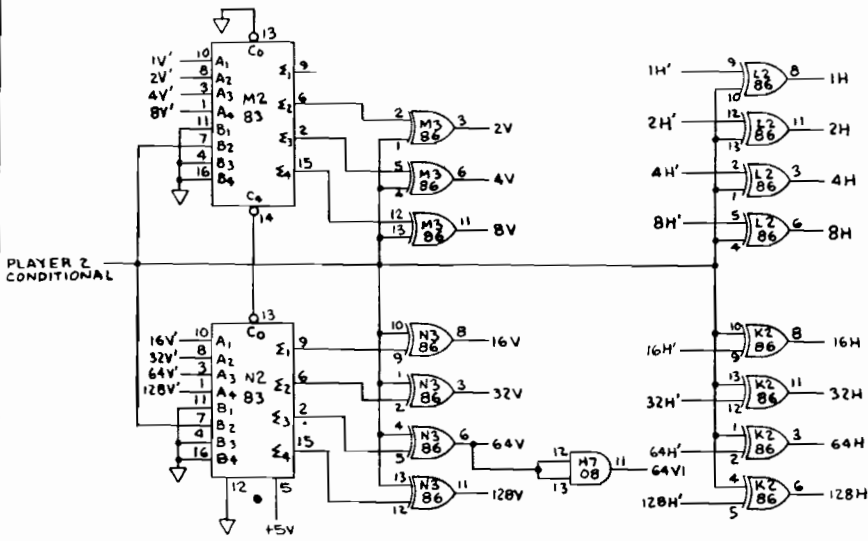 13
C0
1V' 10 A1 Σ1 9
2V' 8 A2
4V' 3 A3 M2 Σ2 6
8V' 1 A4 83
11 B1 Σ3 2
7 B2
4 B3 Σ4 15
16 B4
C4
14
2 M3 3 2V
1 86
5 M3 6 4V
4 86
12 M3 11 8V
13 86
1H' 9 L2 8 1H
10 86
2H' 12 L2 11 2H
13 86
4H' 2 L2 3 4H
1 86
8H' 5 L2 6 8H
4 86
PLAYER 2
CONDITIONAL
13
C0
16V' 10 A1 Σ1 9
32V' 8 A2
64V' 3 A3 N2 Σ2 6
128V' 1 A4 83
11 B1 Σ3 2
7 B2
4 B3 Σ4 15
16 B4
12 5
+5V
10 N3 8 16V
9 86
1 N3 3 32V
2 86
4 N3 6 64V
5 86
13 N3 11 128V
12 86
12 H7 11 64V1
13 08
10 K2 8 16H
16H' 9 86
13 K2 11 32H
32H' 12 86
1 K2 3 64H
64H' 2 86
4 K2 6 128H
128H' 5 86